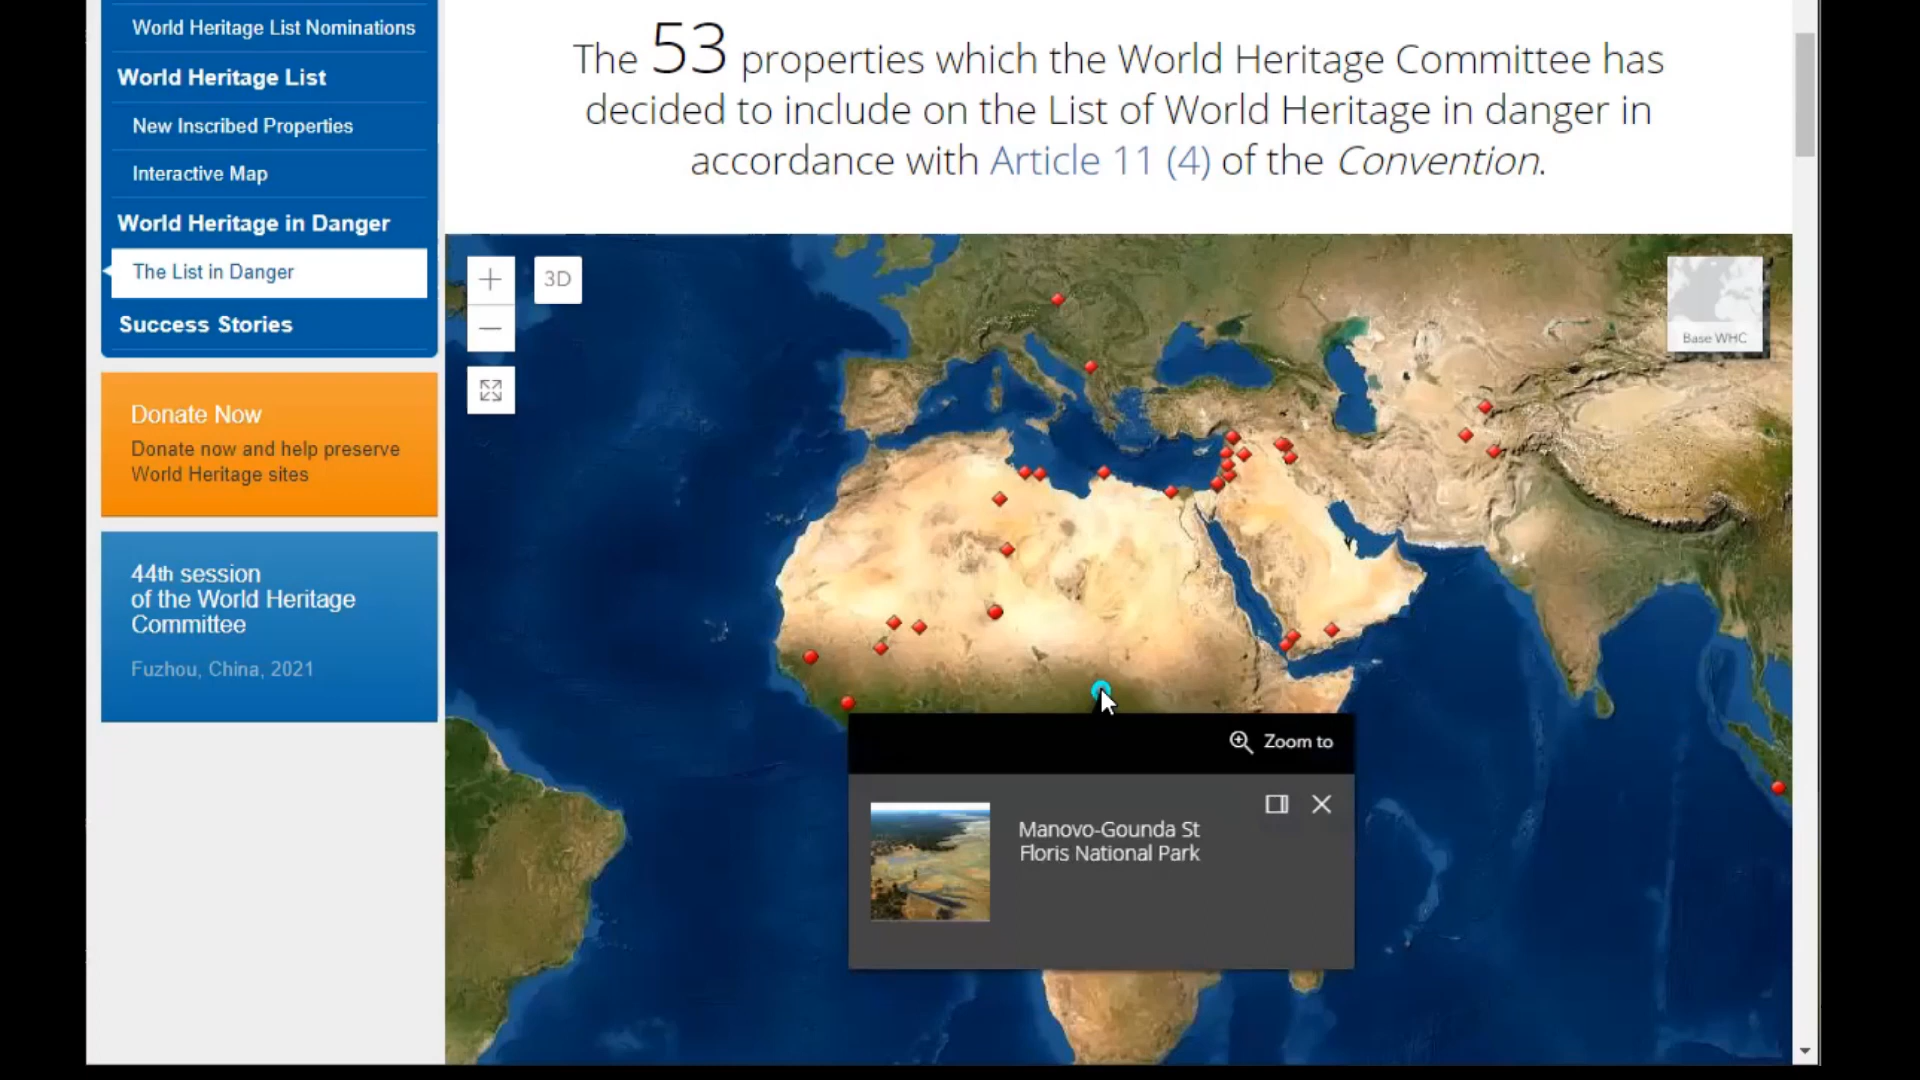 World Heritage List Nominations
World Heritage List
New Inscribed Properties
Interactive Map
World Heritage in Danger
The List in Danger
Success Stories
Donate Now
Donate now and help preserve
World Heritage sites
44th session
of the World Heritage
Committee
Fuzhou, China, 2021
The 53 properties which the World Heritage Committee has
decided to include on the List of World Heritage in danger in
accordance with Article 11 (4) of the Convention.
3D
Base WHC
Zoom to
Manovo-Gounda St
Floris National Park